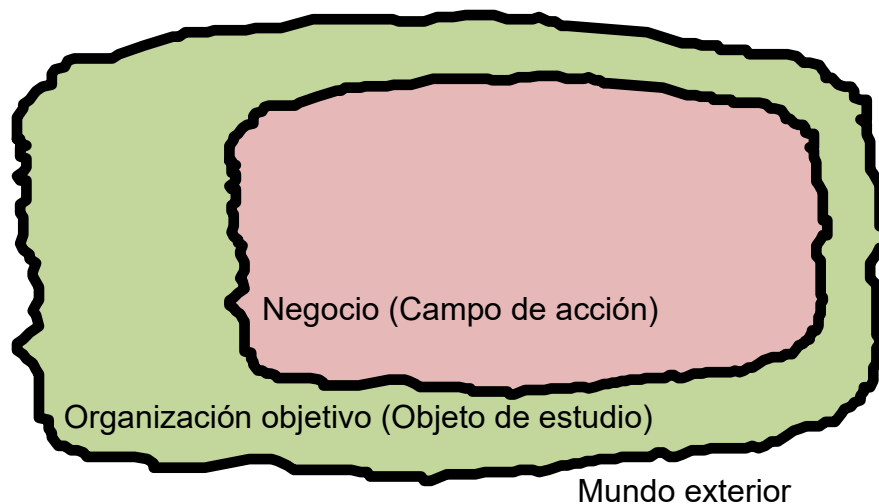 Negocio (Campo de acción)
Organización objetivo (Objeto de estudio)
Mundo exterior